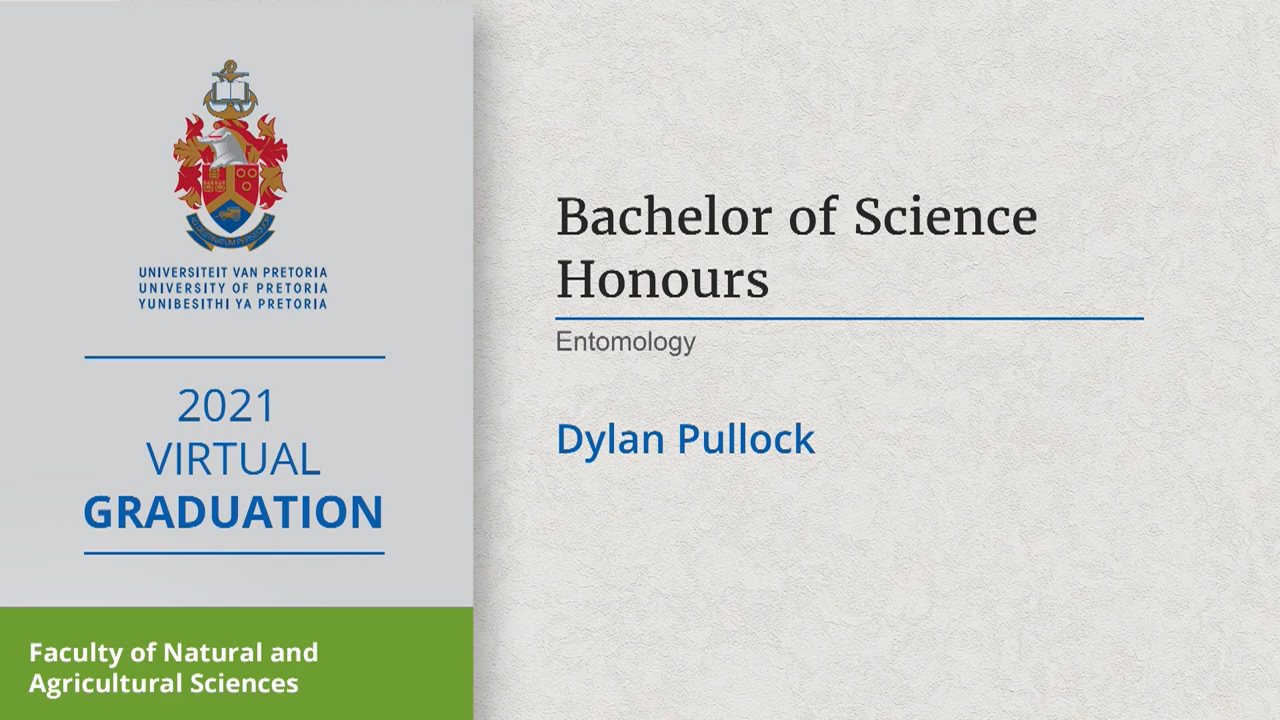 UNIVERSITEIT VAN PRETORIA
UNIVERSITY OF PRETORIA
YUNIBESITHI YA PRETORIA
2021
VIRTUAL
GRADUATION
Faculty of Natural and
Agricultural Sciences
Bachelor of Science
Honours
Entomology
Dylan Pullock